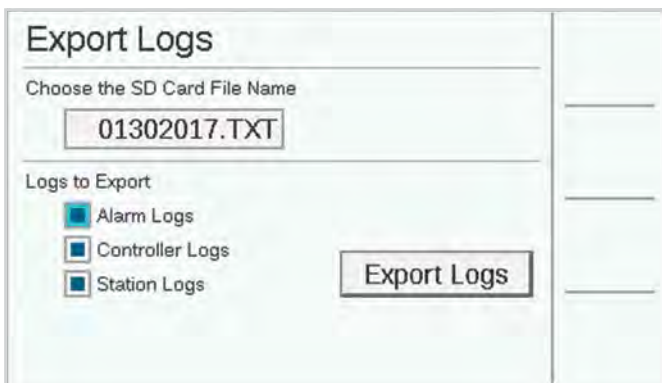 Export Logs
Choose the SD Card File Name
01302017.TXT
Logs to Export
Alarm Logs
Controller Logs
Station Logs
Export Logs